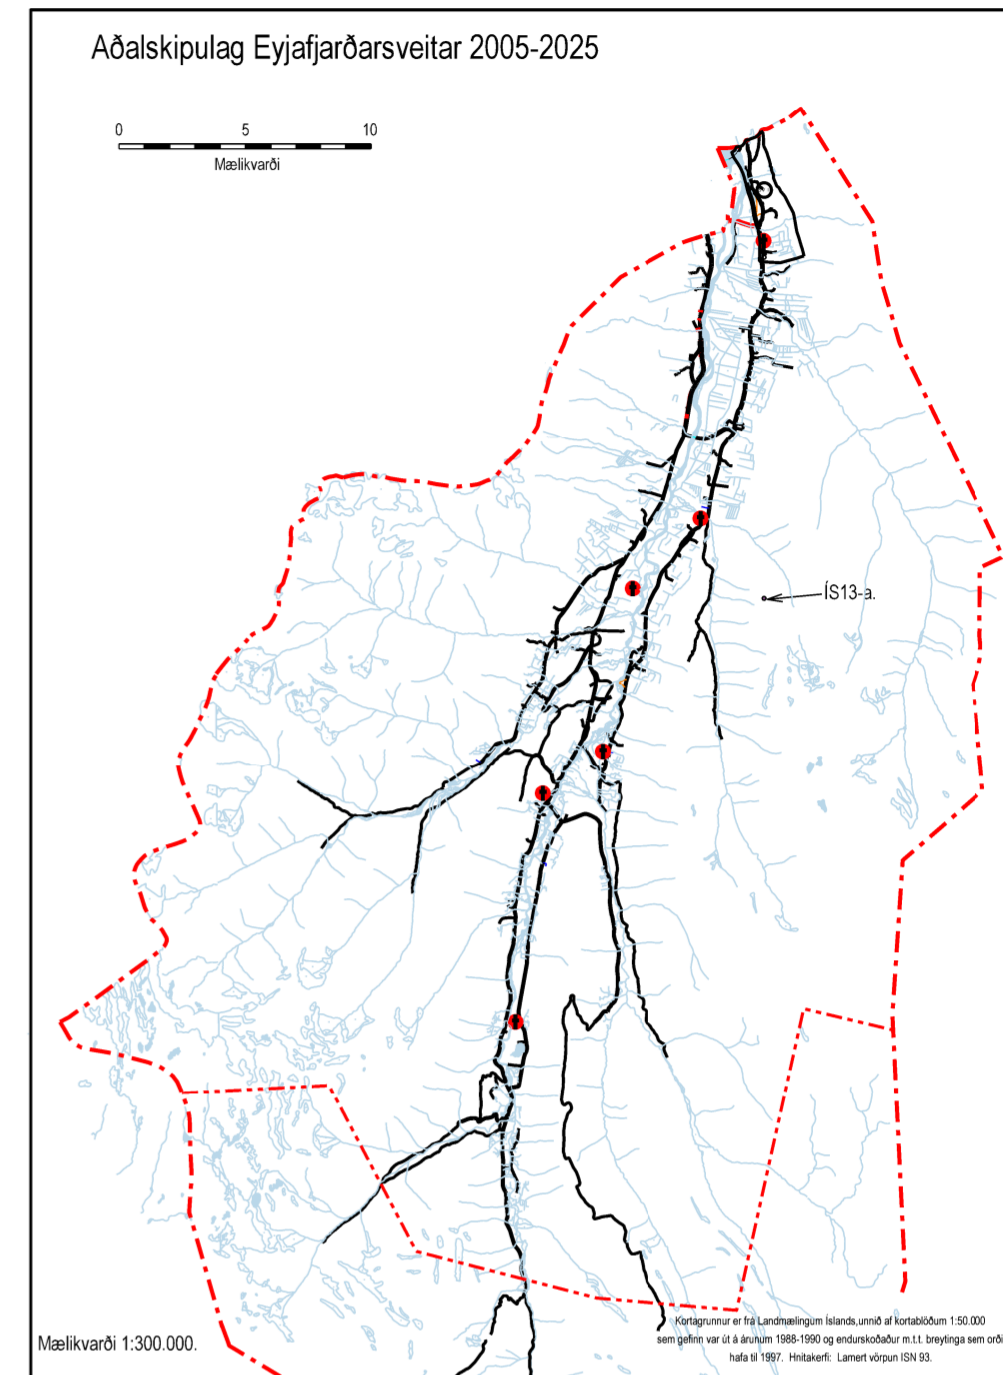 Aðalskipulag Eyjafjarðarsveitar 2005-2025
0 5 10
Mælikvarði
ÍS13-a.
Mælikvarði 1:300.000.
Kortagrunnur er frá Landmælingum Íslands,unnið af kortablöðum 1:50.000
sem gefinn var út á árunum 1988-1990 og endurskoðaður m.t.t. breytinga sem orði
hafa til 1997. Hnitakerfi: Lamert vörpun ISN 93.